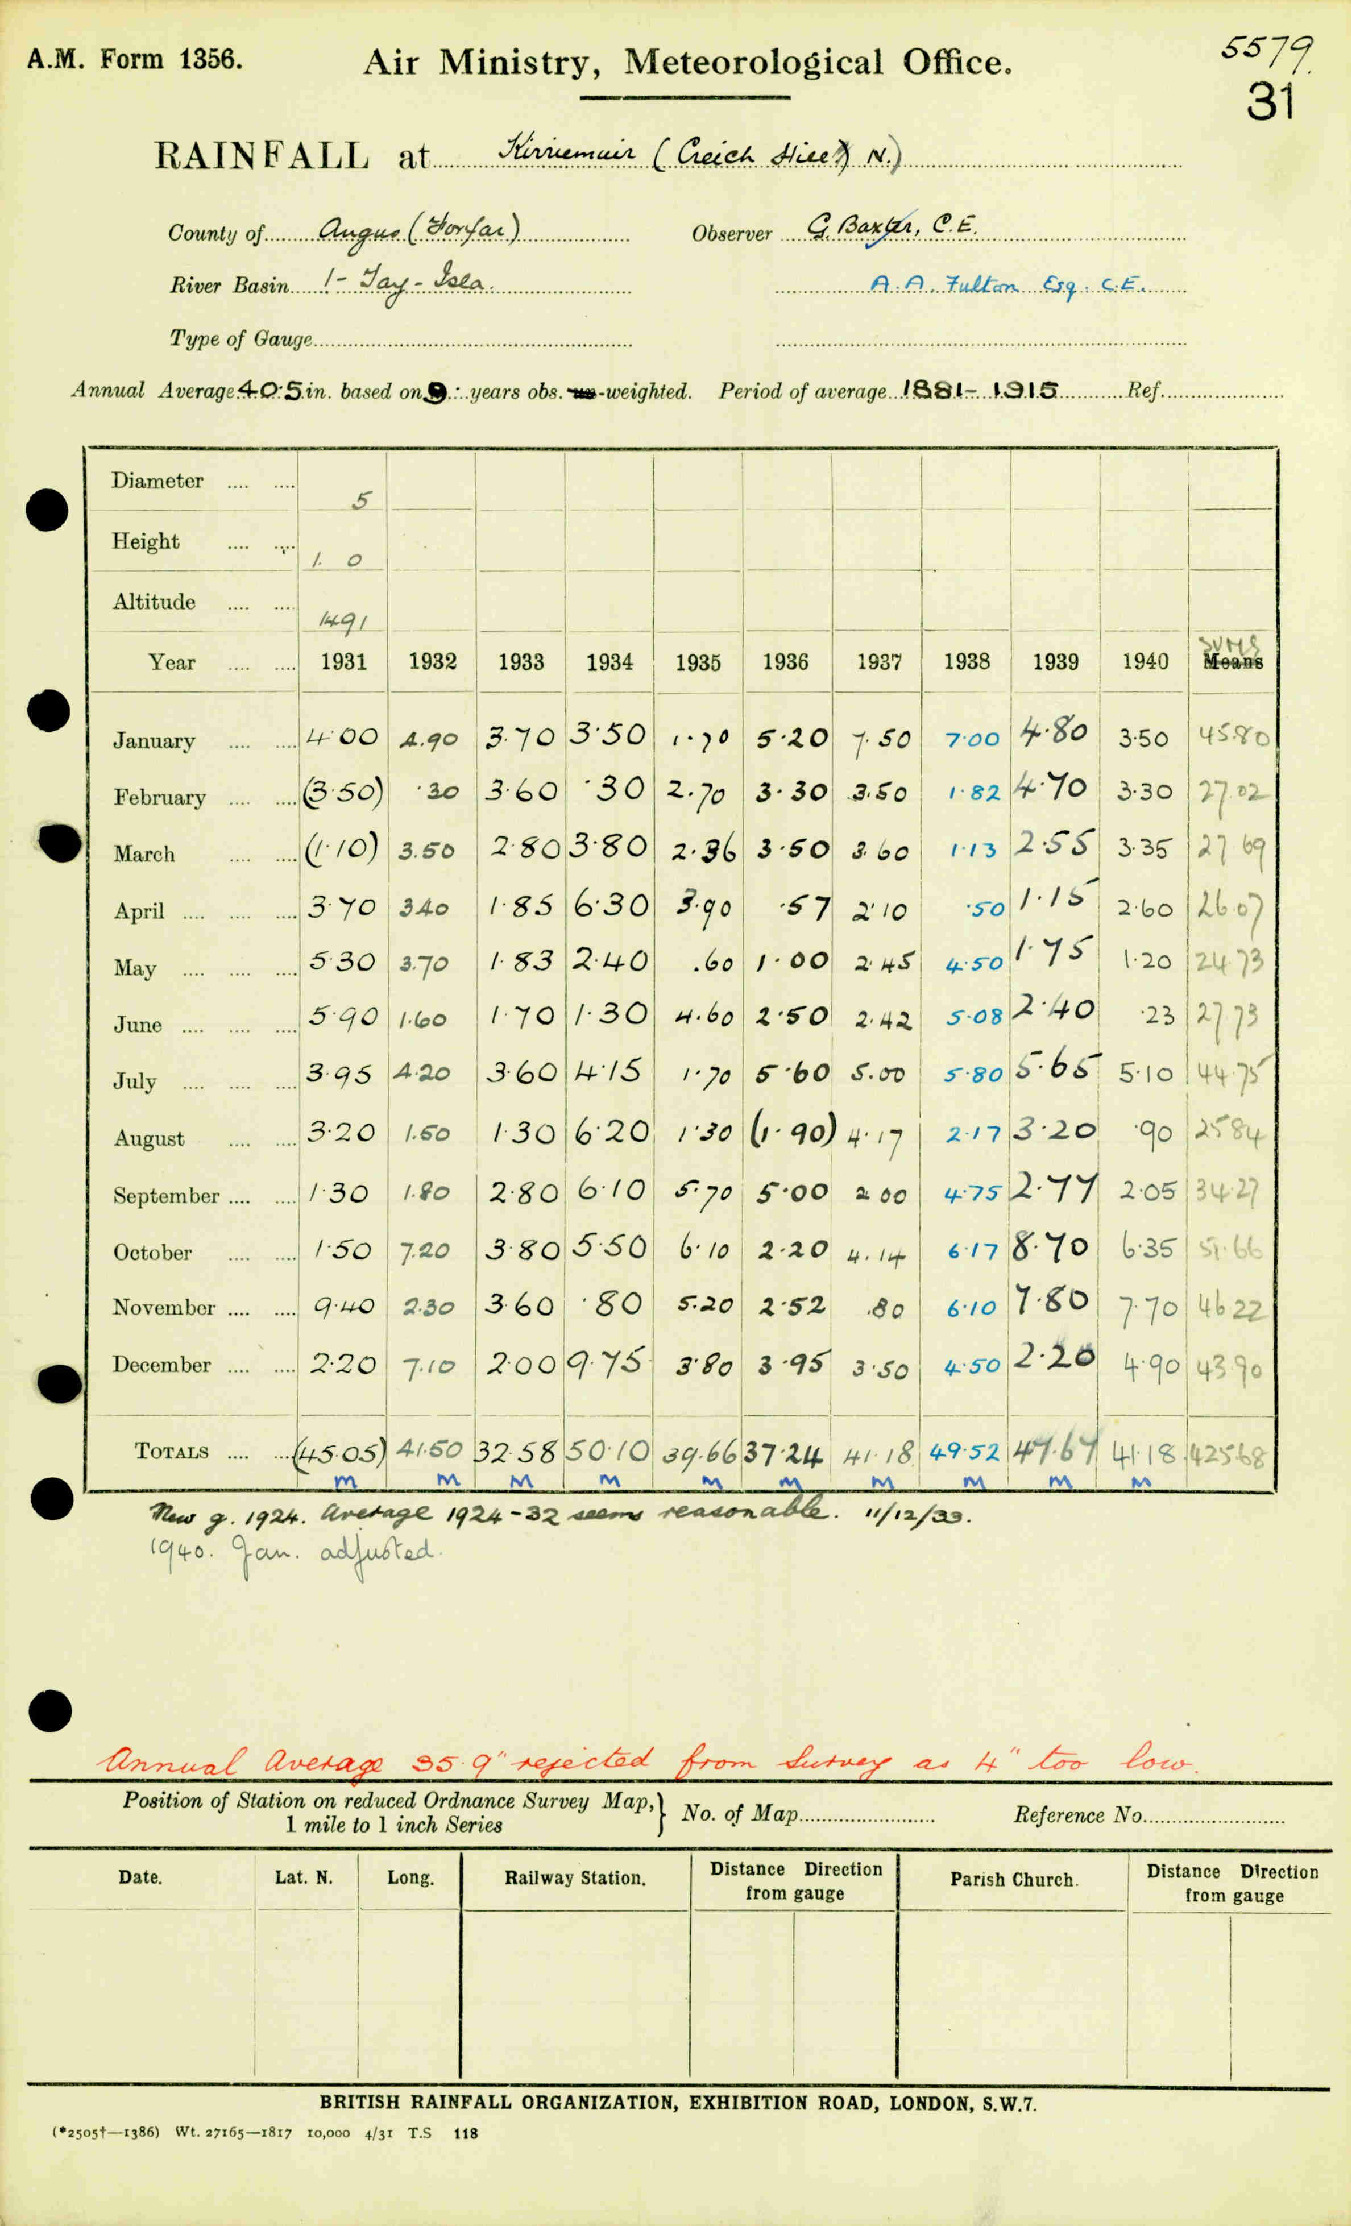 A.M. Form 1356.
Air Ministry, Meteorological Office.
5579.
31
RAINFALL at Kirriemuir (Creich Hill N.)
County of Angus (Forfar) Observer G. Baxter, C.E.
River Basin 1- Tay - Isla. A. A. Fulton Esq. C.E.
Type of Gauge
Annual Average 40.5 in. based on 9 years obs. un-weighted. Period of average 1881-1915 Ref.
Diameter 5
Height 1. 0
Altitude 1491
Year 1931 1932 1933 1934 1935 1936 1937 1938 1939 1940 Means SUMS
January 4.00 4.90 3.70 3.50 1.70 5.20 7.50 7.00 4.80 3.50 45.80
February (3.50) .30 3.60 .30 2.70 3.30 3.50 1.82 4.70 3.30 27.02
March (1.10) 3.50 2.80 3.80 2.36 3.50 3.60 1.13 2.55 3.35 27 69
April 3.70 3.40 1.85 6.30 3.90 .57 2.10 .50 1.15 2.60 26 07
May 5.30 3.70 1.83 2.40 .60 1.00 2.45 4.50 1.75 1.20 24 73
June 5.90 1.60 1.70 1.30 4.60 2.50 2.42 5.08 2.40 .23 27 73
July 3.95 4.20 3.60 4.15 1.70 5.60 5.00 5.80 5.65 5.10 44.75
August 3.20 1.50 1.30 6.20 1.30 (1.90) 4.17 2.17 3.20 .90 25 84
September 1.30 1.80 2.80 6.10 5.70 5.00 2.00 4.75 2.77 2.05 34.27
October 1.50 7.20 3.80 5.50 6.10 2.20 4.14 6.17 8.70 6.35 51.66
November 9.40 2.30 3.60 .80 5.20 2.52 .80 6.10 7.80 7.70 46 22
December 2.20 7.10 2.00 9.75 3.80 3.95 3.50 4.50 2.20 4.90 43 90
TOTALS (45.05) 41.50 32.58 50.10 39.66 37.24 41.18 49.52 47.67 41.18 425.68
m m m m m m m m m m
New g. 1924. Average 1924-32 seems reasonable. 11/12/33.
1940. Jan. adjusted.
Annual Average 35.9" rejected from Survey as 4" too low.
Position of Station on reduced Ordnance Survey Map, 1 mile to 1 inch Series } No. of Map Reference No.
Date. Lat. N. Long. Railway Station. Distance Direction from gauge Parish Church. Distance Direction from gauge
BRITISH RAINFALL ORGANIZATION, EXHIBITION ROAD, LONDON, S.W.7.
(*2505†—1386) Wt. 27165—1817 10,000 4/31 T.S 118